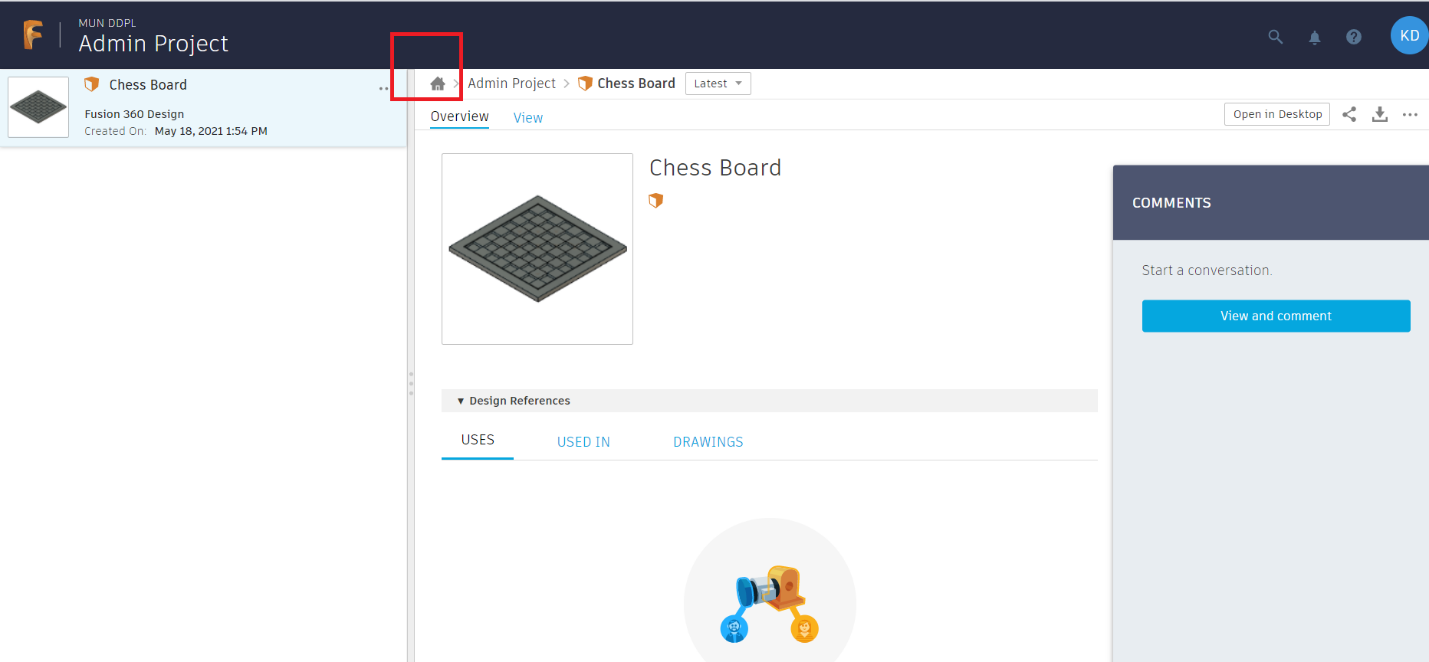 MUN DDPL
Admin Project
KD
Chess Board
Fusion 360 Design
Created On: May 18, 2021 1:54 PM
Admin Project
Chess Board
Latest
Overview
View
Open in Desktop
Chess Board
COMMENTS
Start a conversation.
View and comment
Design References
USES
USED IN
DRAWINGS